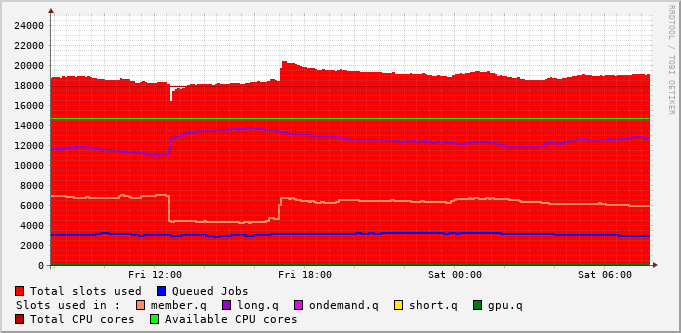 24000
22000
20000
18000
16000
14000
12000
10000
8000
6000
4000
2000
0
Fri 12:00 Fri 18:00 Sat 00:00 Sat 06:00
Total slots used Queued Jobs
Slots used in : member.q long.q ondemand.q short.q gpu.q
Total CPU cores Available CPU cores
RRDTOOL / TOBI OETIKER